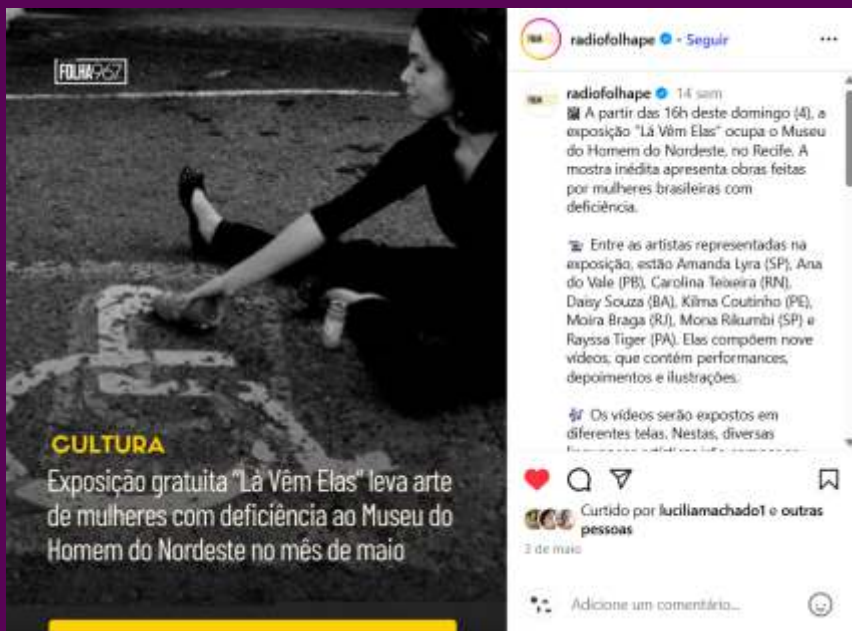 FOLHA96,7
CULTURA
Exposição gratuita "Lá Vêm Elas" leva arte
de mulheres com deficiência ao Museu do
Homem do Nordeste no mês de maio
radiofolhape • Seguir
radiofolhape 14 sem
A partir das 16h deste domingo (4), a
exposição "Lá Vêm Elas" ocupa o Museu
do Homem do Nordeste, no Recife. A
mostra inédita apresenta obras feitas
por mulheres brasileiras com
deficiência.
Entre as artistas representadas na
exposição, estão Amanda Lyra (SP), Ana
do Vale (PB), Carolina Teixeira (RN),
Daisy Souza (BA), Kilma Coutinho (PE),
Moira Braga (RJ), Mona Rikumbi (SP) e
Rayssa Tiger (PA). Elas compõem nove
vídeos, que contém performances,
depoimentos e ilustrações.
Os vídeos serão expostos em
diferentes telas. Nestas, diversas
Curtido por luciliamachado1 e outras
pessoas
3 de maio
Adicione um comentário...